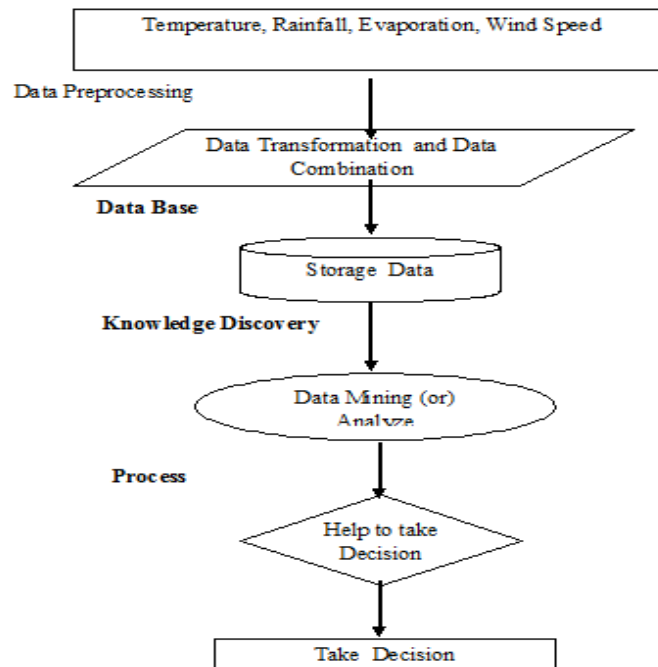 Temperature, Rainfall, Evaporation, Wind Speed
Data Preprocessing
Data Transformation and Data
Combination
Data Base
Storage Data
Knowledge Discovery
Data Mining (or)
Analyze
Process
Help to take
Decision
Take Decision